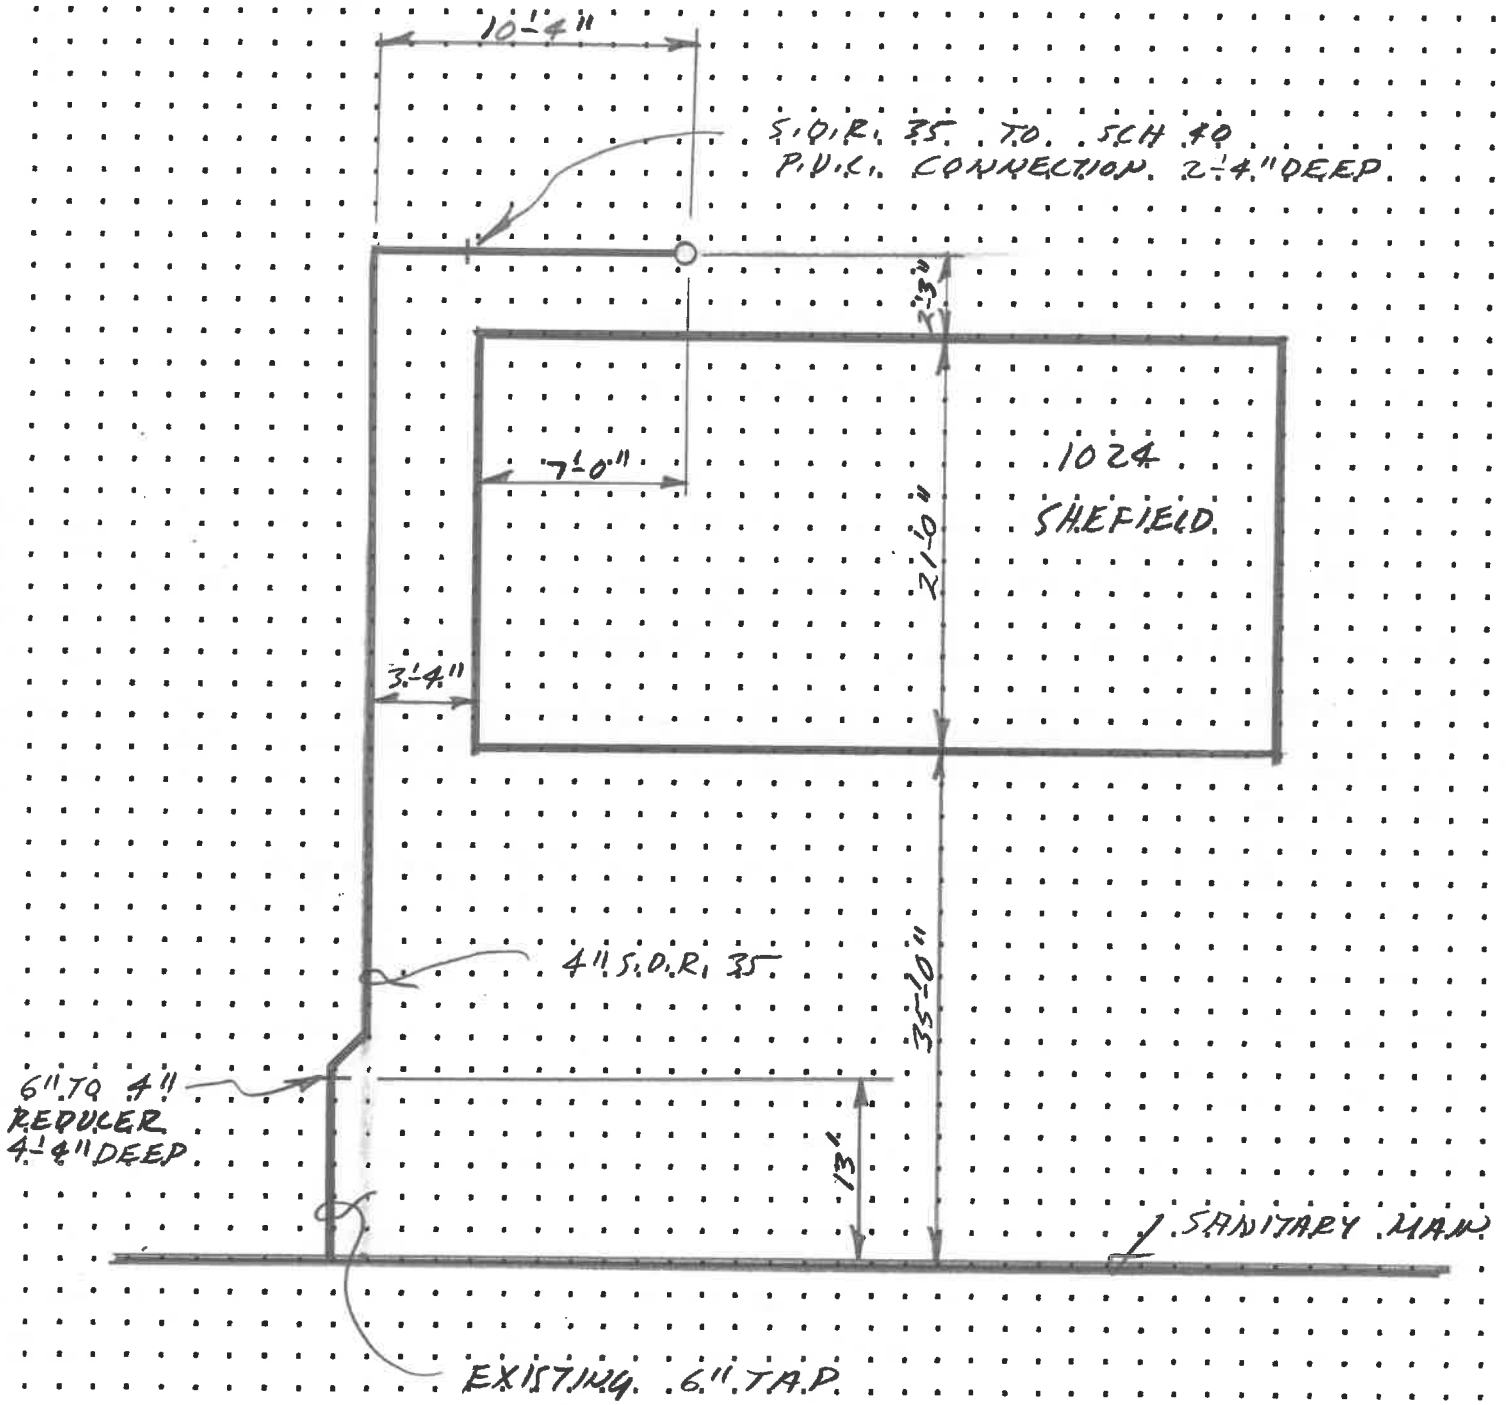 10'-4"
S.D.R. 35 TO SCH 40
P.V.C. CONNECTION 2'-4" DEEP
2'-3"
7'-0"
1024
SHEFIELD
21'-0"
3'-4"
4" S.D.R. 35
35'-0"
6" TO 4"
REDUCER
4'-4" DEEP
13'
SANITARY MAIN
EXISTING 6" TAP